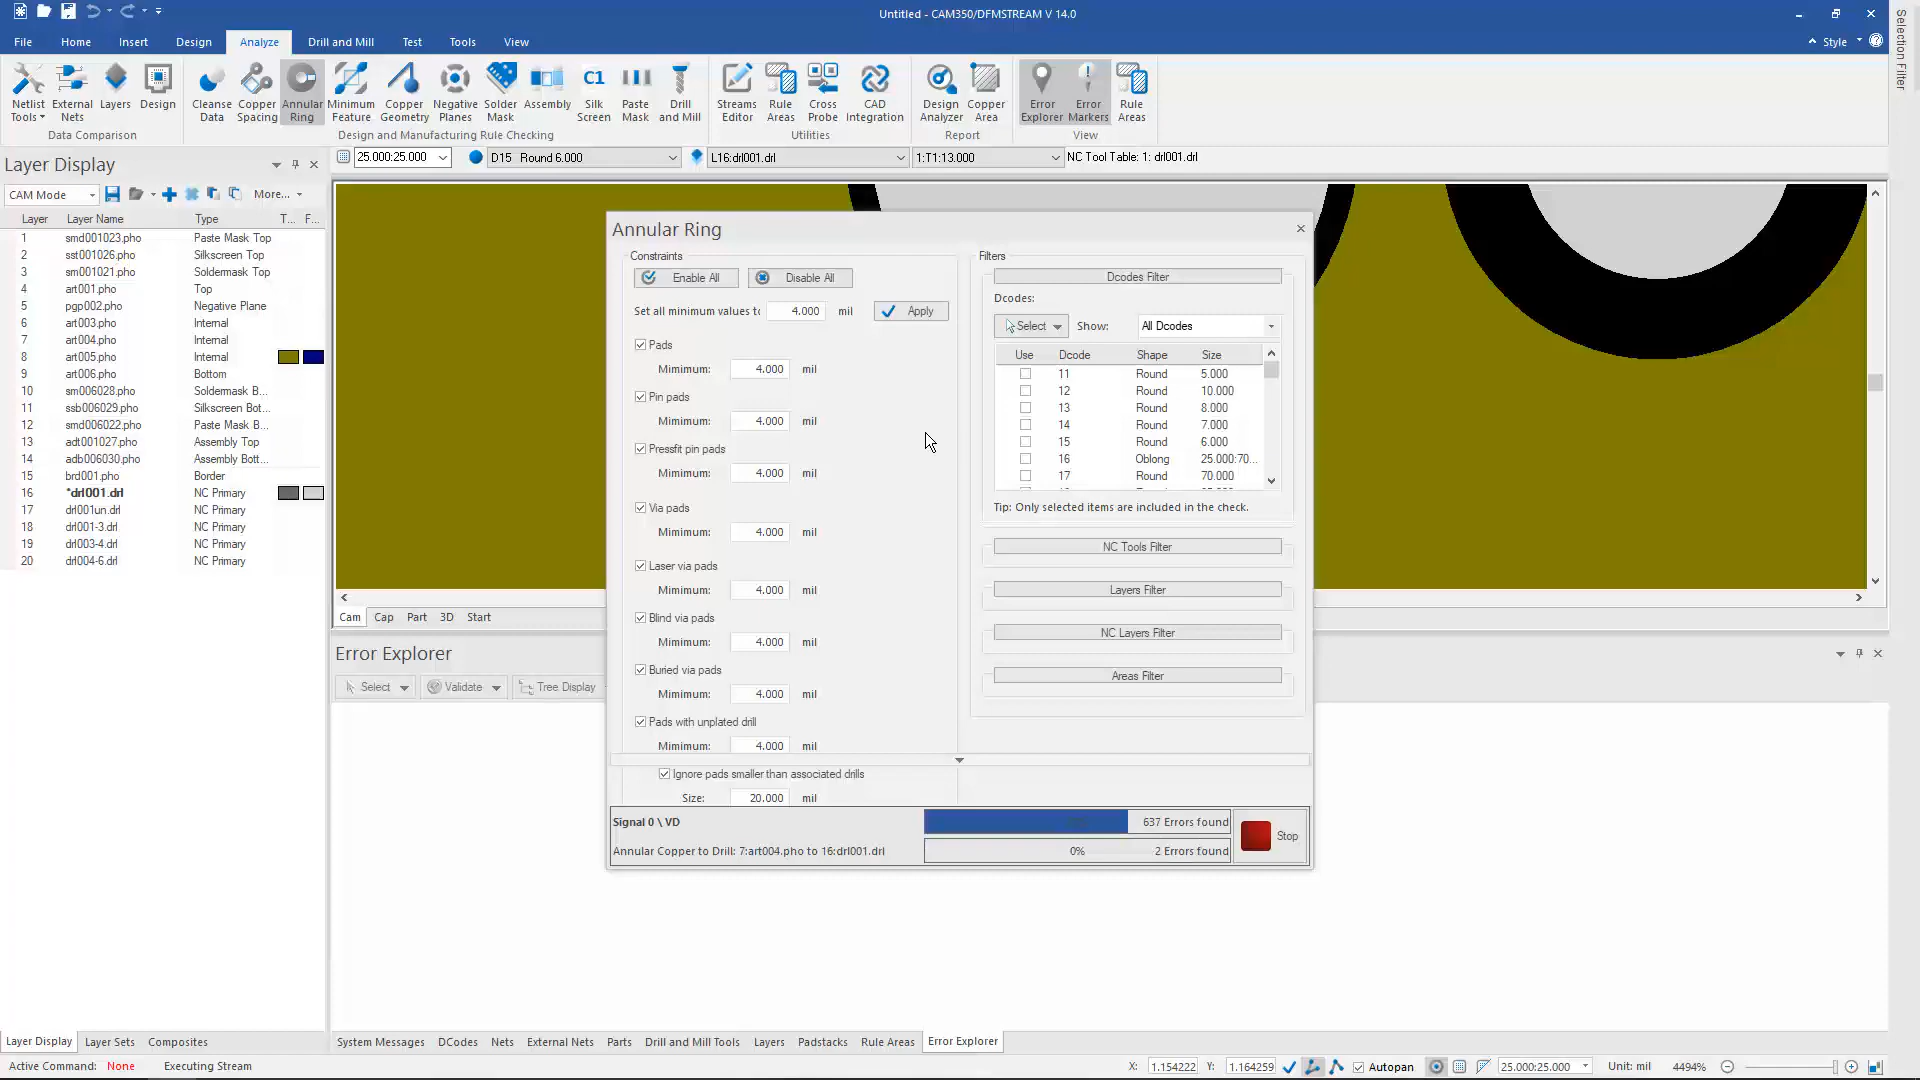 Untitled - CAM350/DFMSTREAM V 14.0
File Home Insert Design Analyze Drill and Mill Test Tools View
Style
Selection Filter
Netlist Tools External Nets Layers Design
Data Comparison
Cleanse Data Copper Spacing Annular Ring Minimum Feature Copper Geometry Negative Planes Solder Mask Assembly C1 Silk Screen Paste Mask Drill and Mill
Design and Manufacturing Rule Checking
Streams Editor Rule Areas Cross Probe CAD Integration
Utilities
Design Analyzer Copper Area
Report
Error Explorer Error Markers Rule Areas
View
Layer Display
25.000:25.000 D15 Round 6.000 L16:drl001.drl 1:T1:13.000 NC Tool Table: 1: drl001.drl
CAM Mode More...
Layer Layer Name Type T... F...
1 smd001023.pho Paste Mask Top
2 sst001026.pho Silkscreen Top
3 sm001021.pho Soldermask Top
4 art001.pho Top
5 pgp002.pho Negative Plane
6 art003.pho Internal
7 art004.pho Internal
8 art005.pho Internal
9 art006.pho Bottom
10 sm006028.pho Soldermask B...
11 ssb006029.pho Silkscreen Bot...
12 smd006022.pho Paste Mask B...
13 adt001027.pho Assembly Top
14 adb006030.pho Assembly Bott...
15 brd001.pho Border
16 *drl001.drl NC Primary
17 drl001un.drl NC Primary
18 drl001-3.drl NC Primary
19 drl003-4.drl NC Primary
20 drl004-6.drl NC Primary
Annular Ring
Constraints
Enable All Disable All
Set all minimum values to 4.000 mil Apply
Pads
Minimum: 4.000 mil
Pin pads
Minimum: 4.000 mil
Pressfit pin pads
Minimum: 4.000 mil
Via pads
Minimum: 4.000 mil
Laser via pads
Minimum: 4.000 mil
Blind via pads
Minimum: 4.000 mil
Buried via pads
Minimum: 4.000 mil
Pads with unplated drill
Minimum: 4.000 mil
Ignore pads smaller than associated drills
Size: 20.000 mil
Filters
Dcodes Filter
Dcodes:
Select Show: All Dcodes
Use Dcode Shape Size
11 Round 5.000
12 Round 10.000
13 Round 8.000
14 Round 7.000
15 Round 6.000
16 Oblong 25.000:70...
17 Round 70.000
Tip: Only selected items are included in the check.
NC Tools Filter
Layers Filter
NC Layers Filter
Areas Filter
Signal 0 \ VD 637 Errors found
Annular Copper to Drill: 7:art004.pho to 16:drl001.drl 0% 2 Errors found
Stop
Cam Cap Part 3D Start
Error Explorer
Select Validate Tree Display
Layer Display Layer Sets Composites
System Messages DCodes Nets External Nets Parts Drill and Mill Tools Layers Padstacks Rule Areas Error Explorer
Active Command: None Executing Stream
X: 1.154222 Y: 1.164259 Autopan 25.000:25.000 Unit: mil 4494%